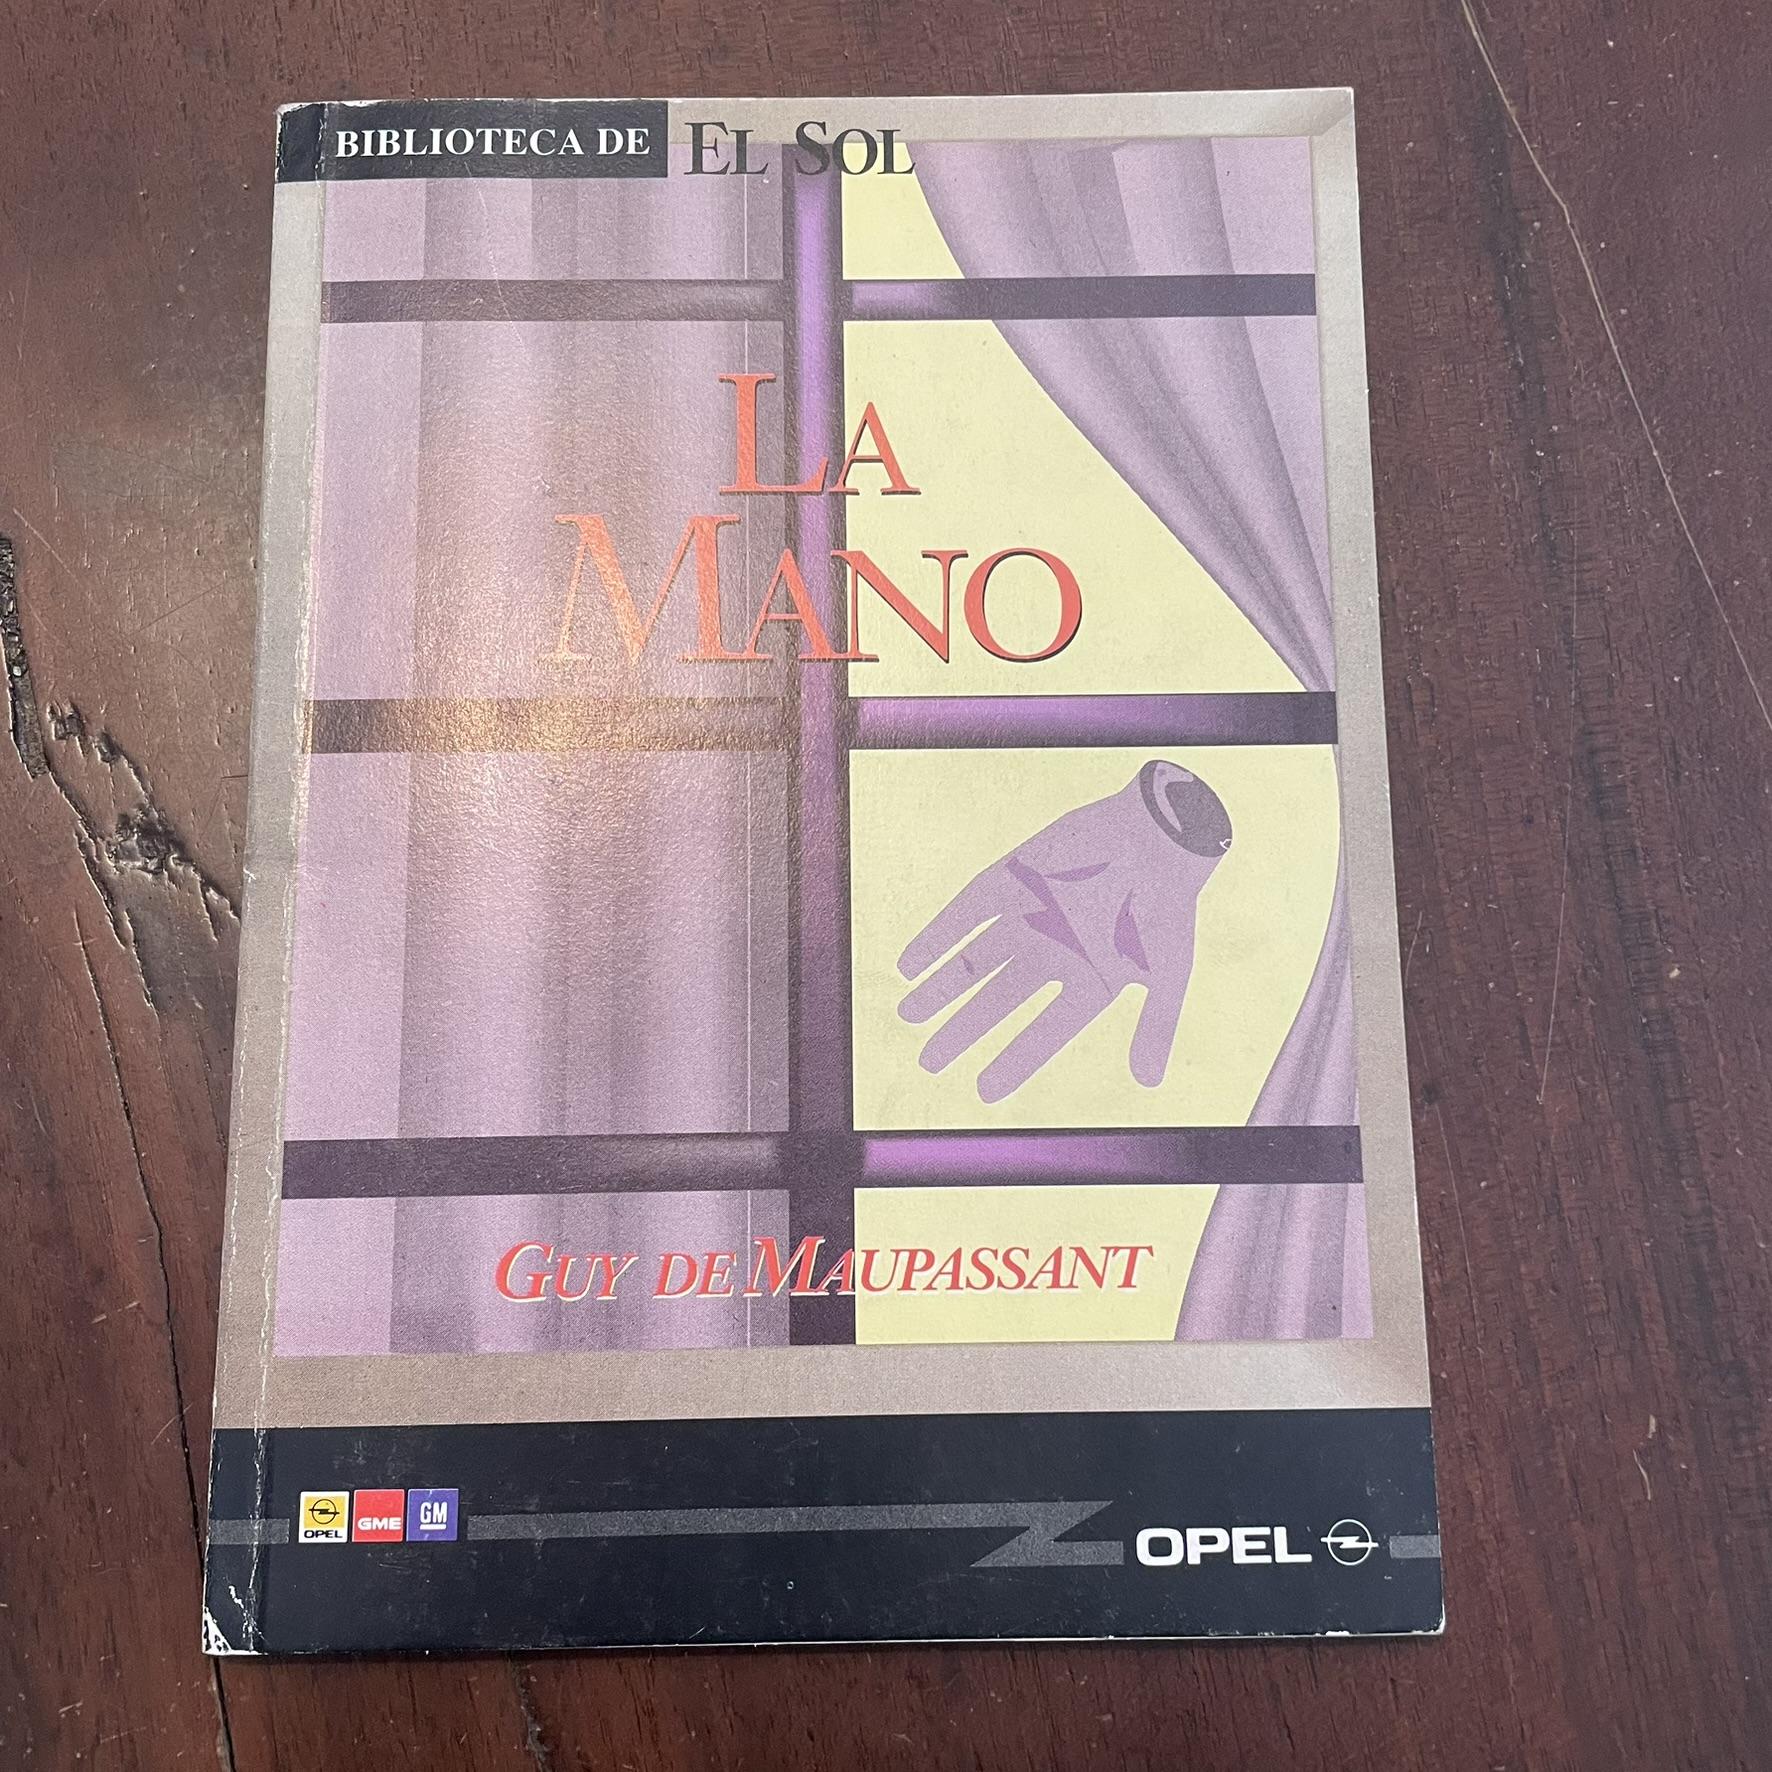 BIBLIOTECA DE EL SOL
LA
MANO
GUY DE MAUPASSANT
OPEL GME GM
OPEL